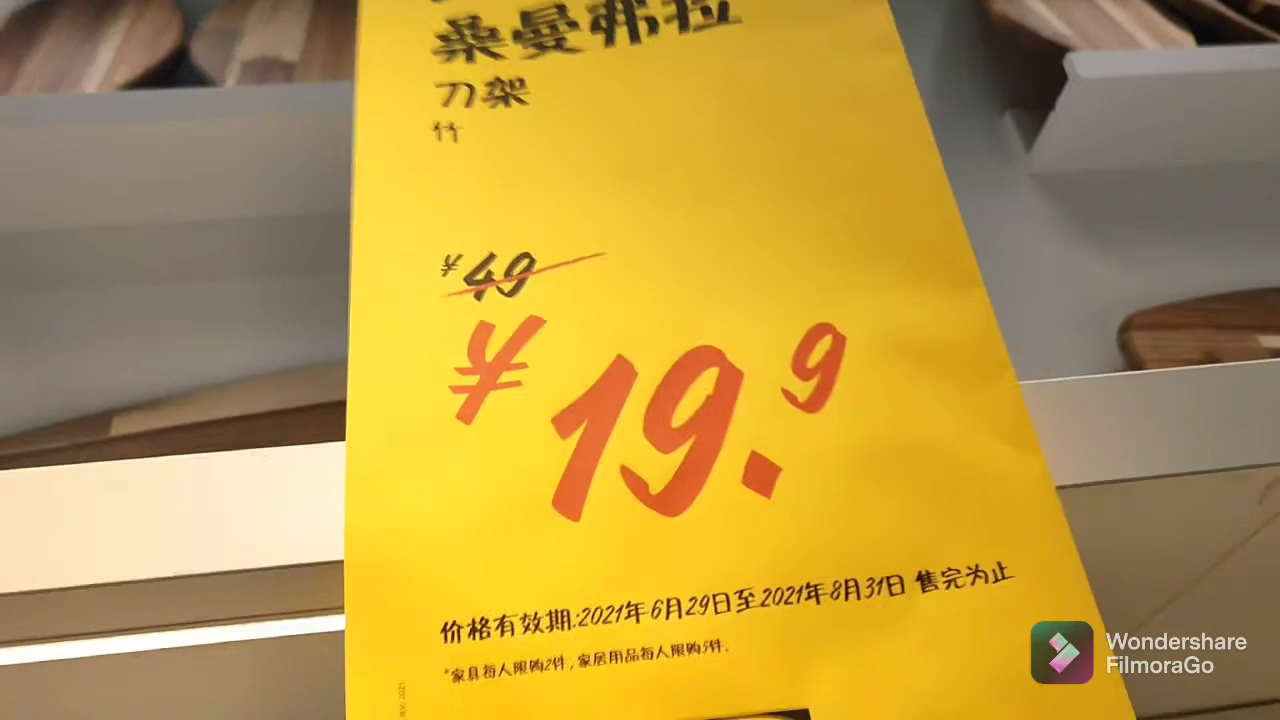 桑曼弗拉
刀架
竹
¥49
¥19.9
价格有效期:2021年6月29日至2021年8月31日 售完为止
*家具每人限购2件,家居用品每人限购5件.
Wondershare
FilmoraGo